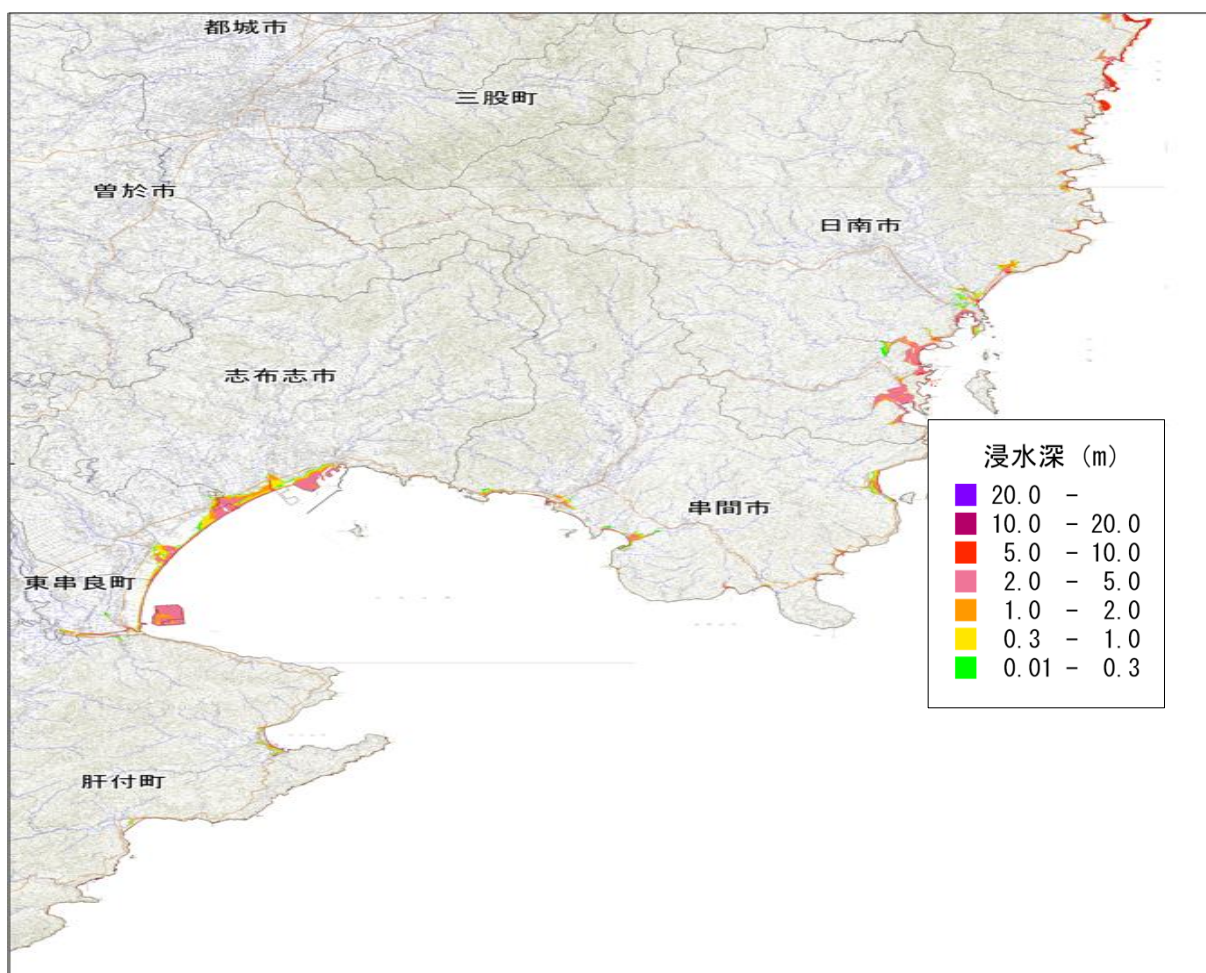 都城市
三股町
曽於市
日南市
志布志市
串間市
東串良町
肝付町
浸水深 (m)
20.0 -
10.0 - 20.0
5.0 - 10.0
2.0 - 5.0
1.0 - 2.0
0.3 - 1.0
0.01 - 0.3